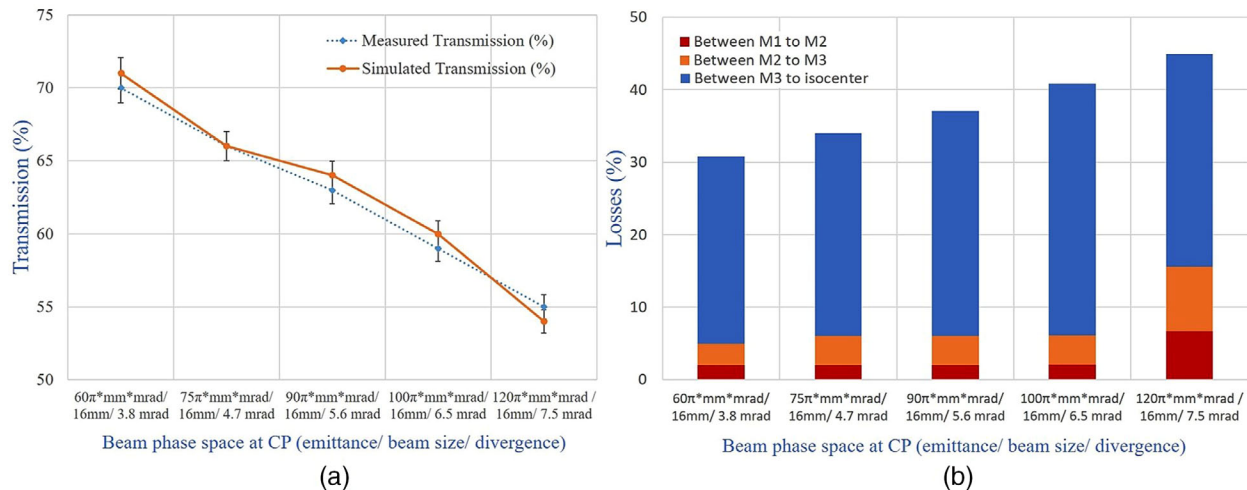 75
70
65
60
55
50
Transmission (%)
Measured Transmission (%)
Simulated Transmission (%)
60π*mm*mrad/ 75π*mm*mrad/ 90π*mm*mrad/ 100π*mm*mrad/ 120π*mm*mrad /
16mm/ 3.8 mrad 16mm/ 4.7 mrad 16mm/ 5.6 mrad 16mm/ 6.5 mrad 16mm/ 7.5 mrad
Beam phase space at CP (emittance/ beam size/ divergence)
(a)
50
40
30
20
10
0
Losses (%)
Between M1 to M2
Between M2 to M3
Between M3 to isocenter
60π*mm*mrad/ 75π*mm*mrad/ 90π*mm*mrad/ 100π*mm*mrad/ 120π*mm*mrad /
16mm/ 3.8 mrad 16mm/ 4.7 mrad 16mm/ 5.6 mrad 16mm/ 6.5 mrad 16mm/ 7.5 mrad
Beam phase space at CP (emittance/ beam size/ divergence)
(b)